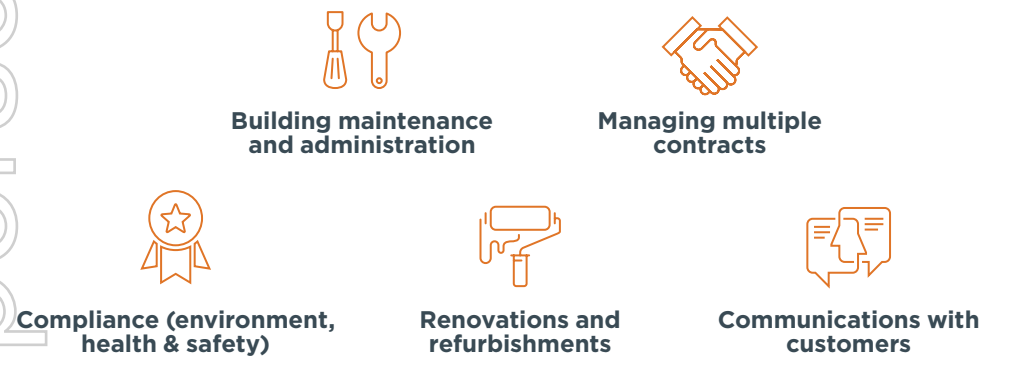 Building maintenance
and administration
Managing multiple
contracts
Compliance (environment,
health & safety)
Renovations and
refurbishments
Communications with
customers